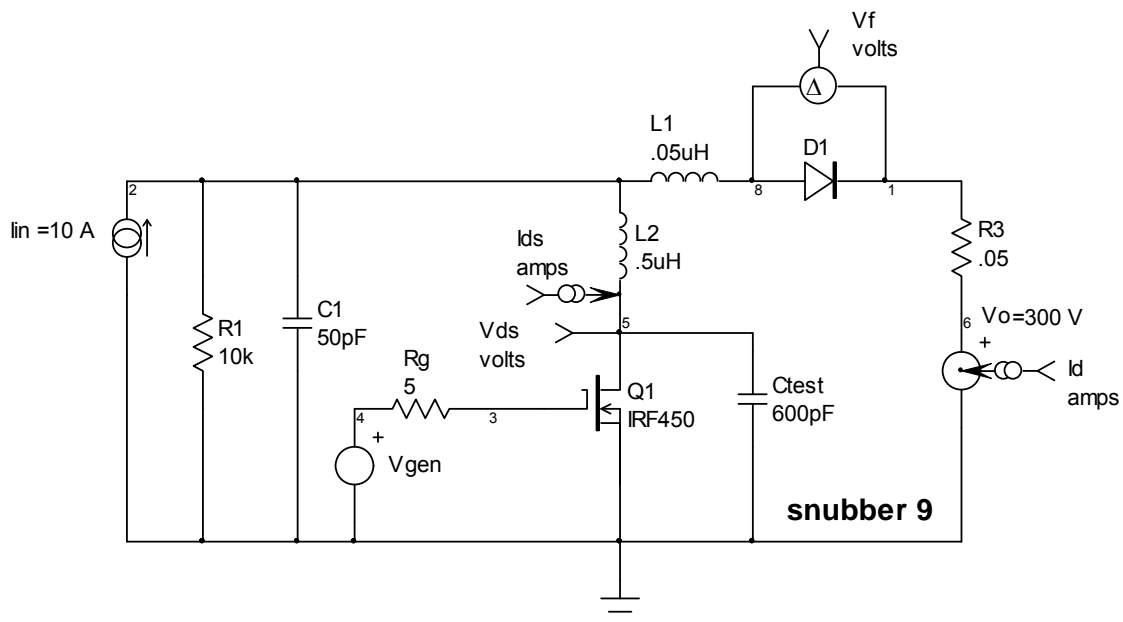 Vf
volts
Δ
L1
.05uH
D1
2
8
1
Iin =10 A
L2
.5uH
R3
.05
Ids
amps
C1
50pF
R1
10k
5
Vds
volts
6
Vo=300 V
+
Id
amps
Rg
5
Q1
IRF450
Ctest
600pF
4
3
+
Vgen
snubber 9